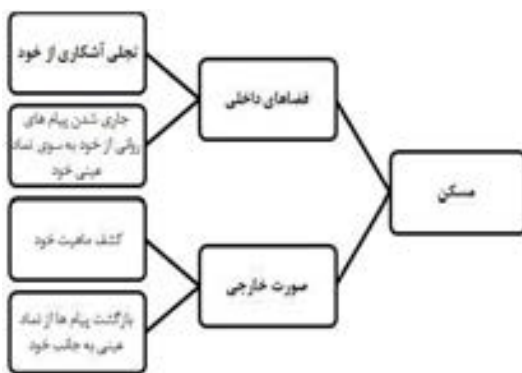 مسکن
فضاهای داخلی
تجلی آشکاری از خود
جاری شدن پیام های
روانی از خود به سوی نماد
عینی خود
صورت خارجی
کشف ماهیت خود
بازگشت پیام ها از نماد
عینی به جانب خود